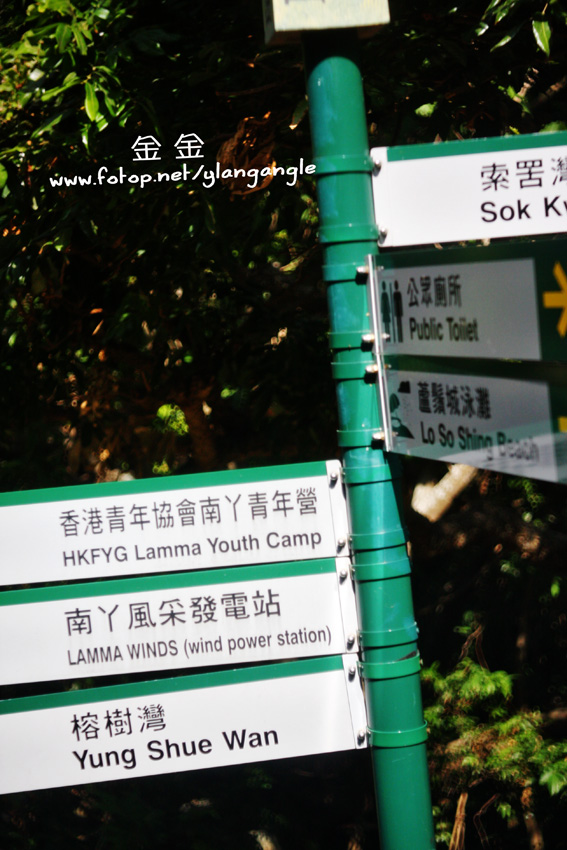 金金
www.fotop.net/ylangangle
索罟灣
Sok
公眾廁所
Public Toilet
蘆鬚城泳灘
Lo So Shing Beach
香港青年協會南丫青年營
HKFYG Lamma Youth Camp
南丫風采發電站
LAMMA WINDS (wind power station)
榕樹灣
Yung Shue Wan